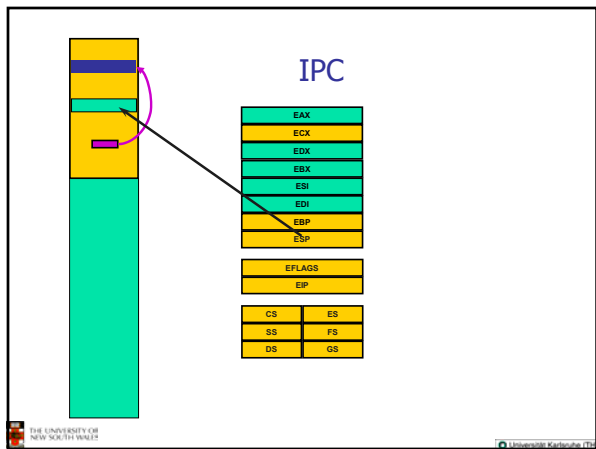 IPC
EAX
ECX
EDX
EBX
ESI
EDI
EBP
ESP
EFLAGS
EIP
CS ES
SS FS
DS GS
THE UNIVERSITY OF
NEW SOUTH WALES
Universität Karlsruhe (TH